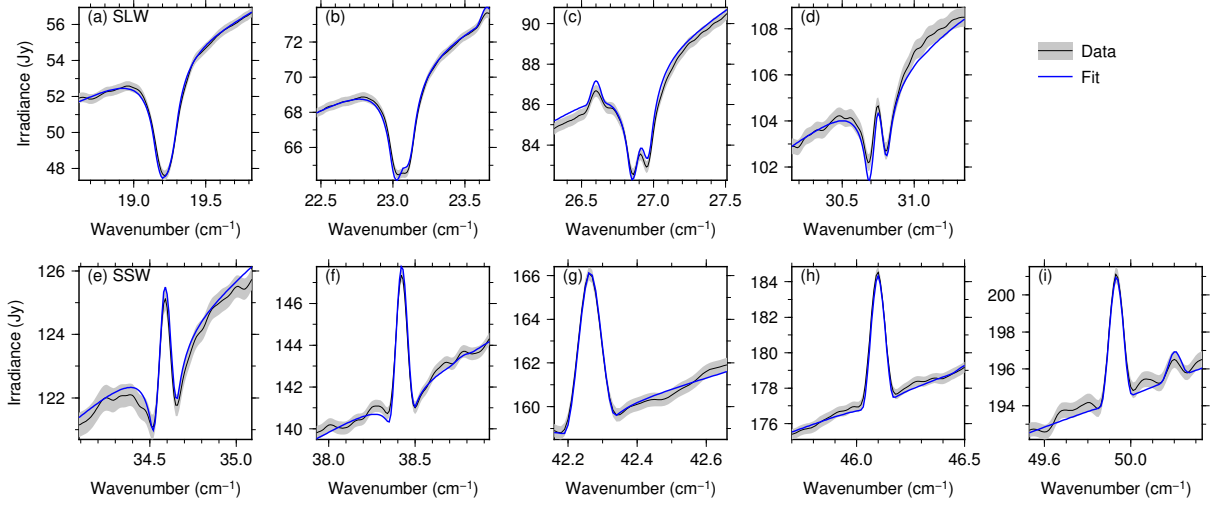 (a) SLW
(b)
(c)
(d)
56
54
52
50
48
72
70
68
66
64
90
88
86
84
108
106
104
102
Irradiance (Jy)
19.0 19.5
22.5 23.0 23.5
26.5 27.0 27.5
30.5 31.0
Wavenumber (cm⁻¹)
Wavenumber (cm⁻¹)
Wavenumber (cm⁻¹)
Wavenumber (cm⁻¹)
Data
Fit
(e) SSW
(f)
(g)
(h)
(i)
126
124
122
146
144
142
140
166
164
162
160
184
182
180
178
176
200
198
196
194
Irradiance (Jy)
34.5 35.0
38.0 38.5
42.2 42.4 42.6
46.0 46.5
49.6 50.0
Wavenumber (cm⁻¹)
Wavenumber (cm⁻¹)
Wavenumber (cm⁻¹)
Wavenumber (cm⁻¹)
Wavenumber (cm⁻¹)